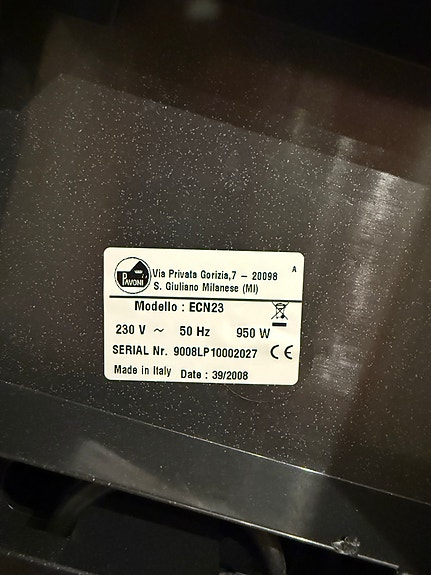 PAVONI
Via Privata Gorizia,7 – 20098 A
S. Giuliano Milanese (MI)
Modello : ECN23
230 V ~ 50 Hz 950 W
SERIAL Nr. 9008LP10002027 CE
Made in Italy Date : 39/2008